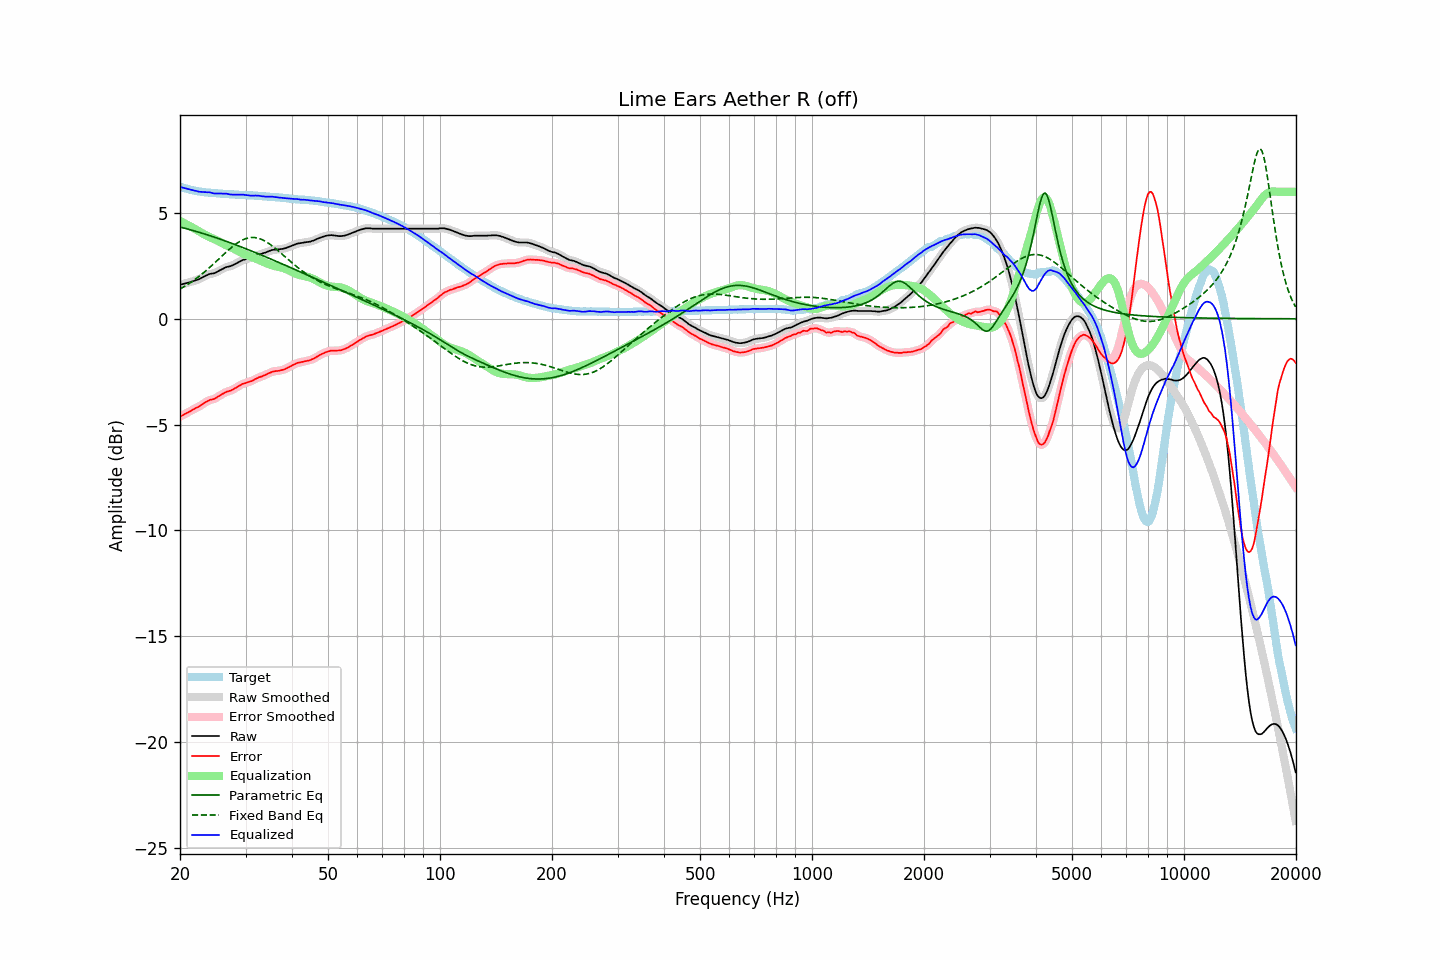 Lime Ears Aether R (off)
Amplitude (dBr)
5
0
−5
−10
−15
−20
−25
Target
Raw Smoothed
Error Smoothed
Raw
Error
Equalization
Parametric Eq
Fixed Band Eq
Equalized
20 50 100 200 500 1000 2000 5000 10000 20000
Frequency (Hz)